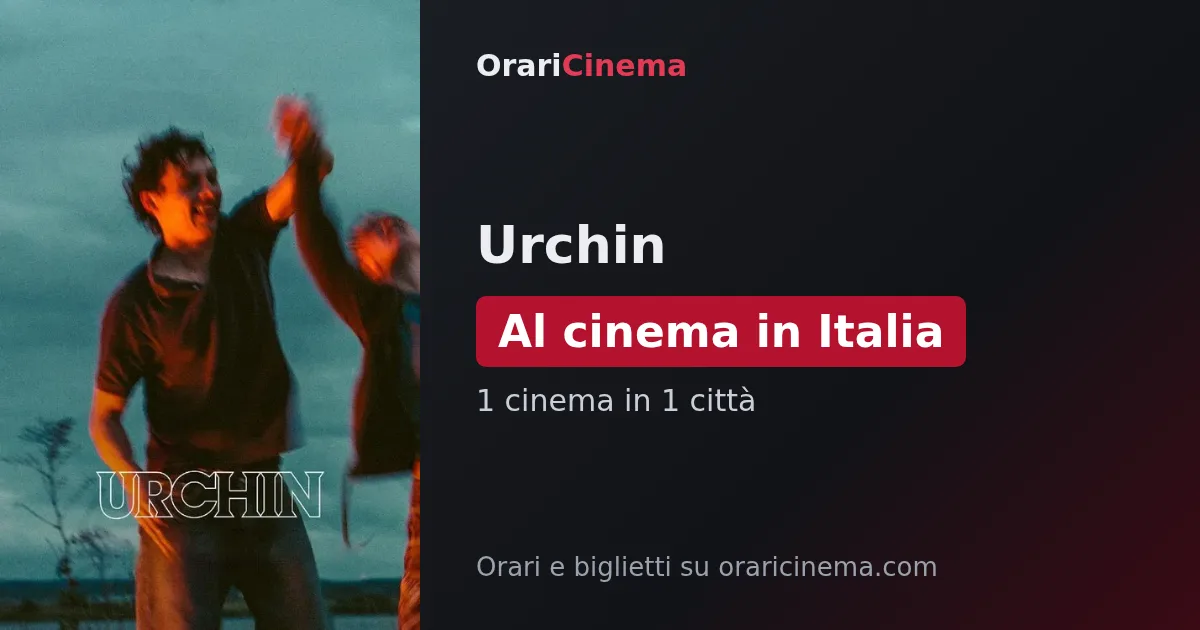 OrariCinema
Urchin
Al cinema in Italia
1 cinema in 1 città
URCHIN
Orari e biglietti su oraricinema.com